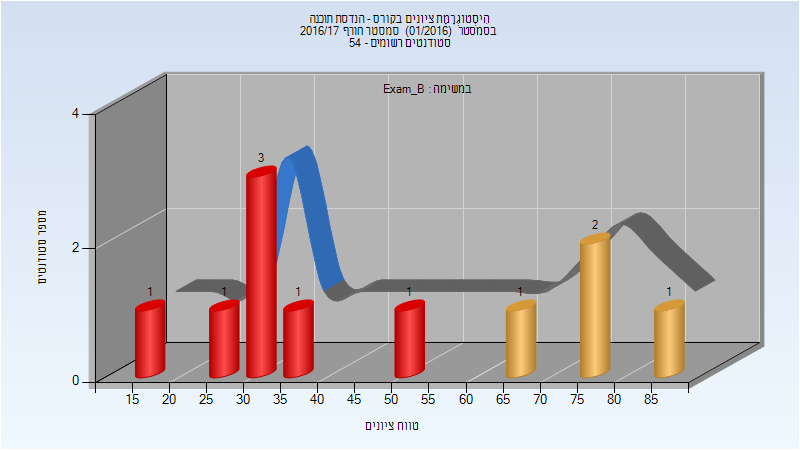 היסטוגרמת ציונים בקורס - הנדסת תוכנה
בסמסטר (01/2016) סמסטר חורף 2016/17
סטודנטים רשומים - 54
במשימה : Exam_B
מספר סטודנטים
4
2
0
1
1
3
1
1
1
2
1
15 20 25 30 35 40 45 50 55 60 65 70 75 80 85
טווח ציונים